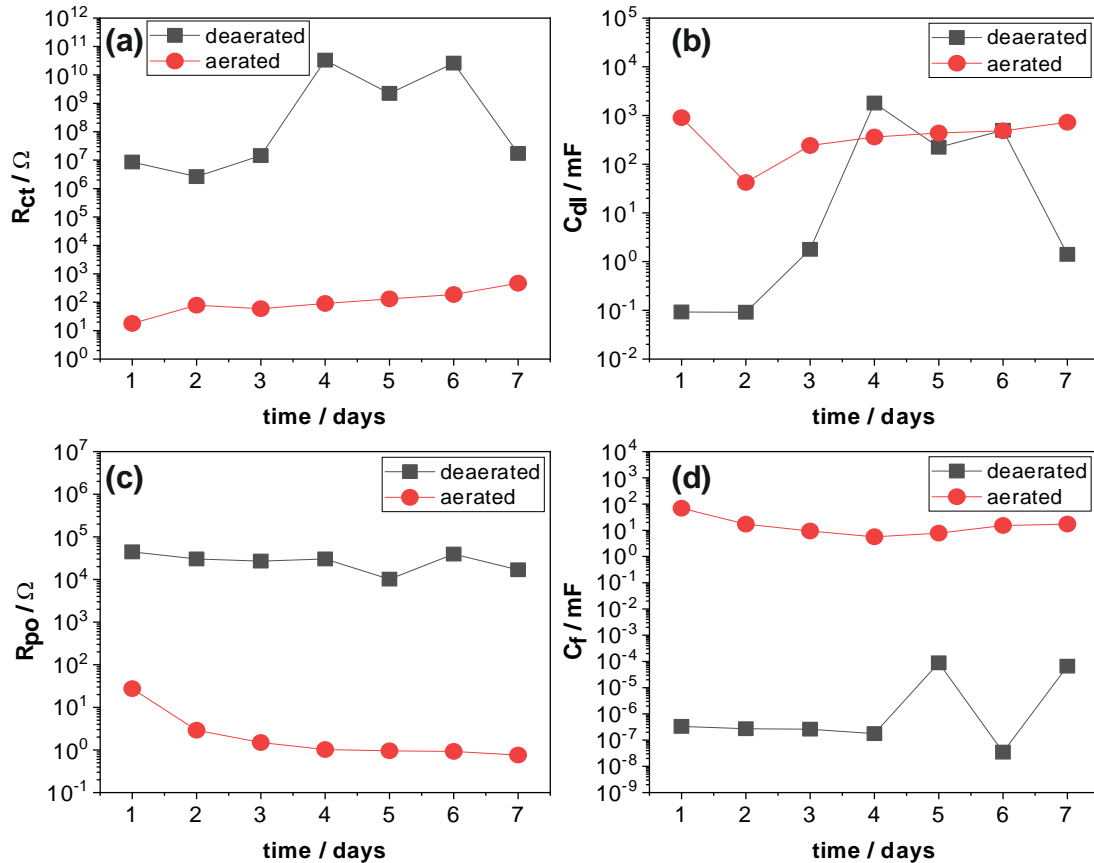 (a)
deaerated
aerated
R_ct / Ω
10^12
10^11
10^10
10^9
10^8
10^7
10^6
10^5
10^4
10^3
10^2
10^1
10^0
1 2 3 4 5 6 7
time / days
(b)
deaerated
aerated
C_dl / mF
10^5
10^4
10^3
10^2
10^1
10^0
10^-1
10^-2
1 2 3 4 5 6 7
time / days
(c)
deaerated
aerated
R_po / Ω
10^7
10^6
10^5
10^4
10^3
10^2
10^1
10^0
10^-1
1 2 3 4 5 6 7
time / days
(d)
deaerated
aerated
C_f / mF
10^4
10^3
10^2
10^1
10^0
10^-1
10^-2
10^-3
10^-4
10^-5
10^-6
10^-7
10^-8
10^-9
1 2 3 4 5 6 7
time / days